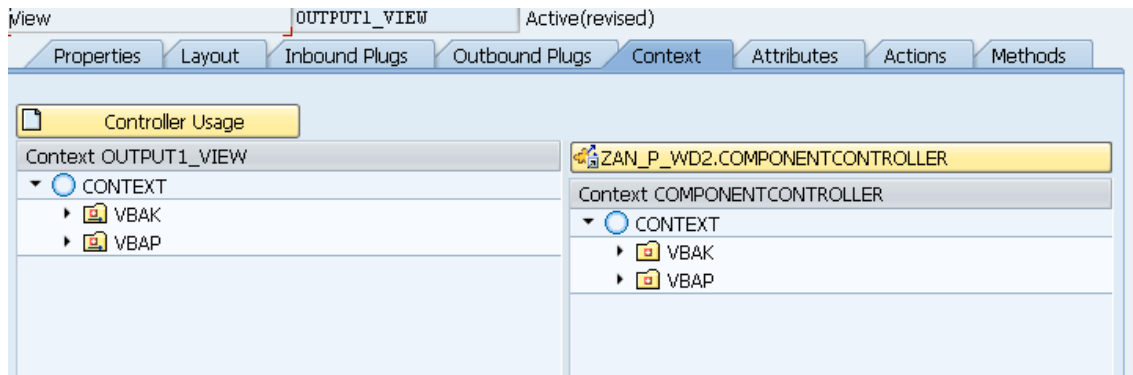 View OUTPUT1_VIEW Active(revised)
Properties Layout Inbound Plugs Outbound Plugs Context Attributes Actions Methods
Controller Usage
Context OUTPUT1_VIEW
CONTEXT
VBAK
VBAP
ZAN_P_WD2.COMPONENTCONTROLLER
Context COMPONENTCONTROLLER
CONTEXT
VBAK
VBAP